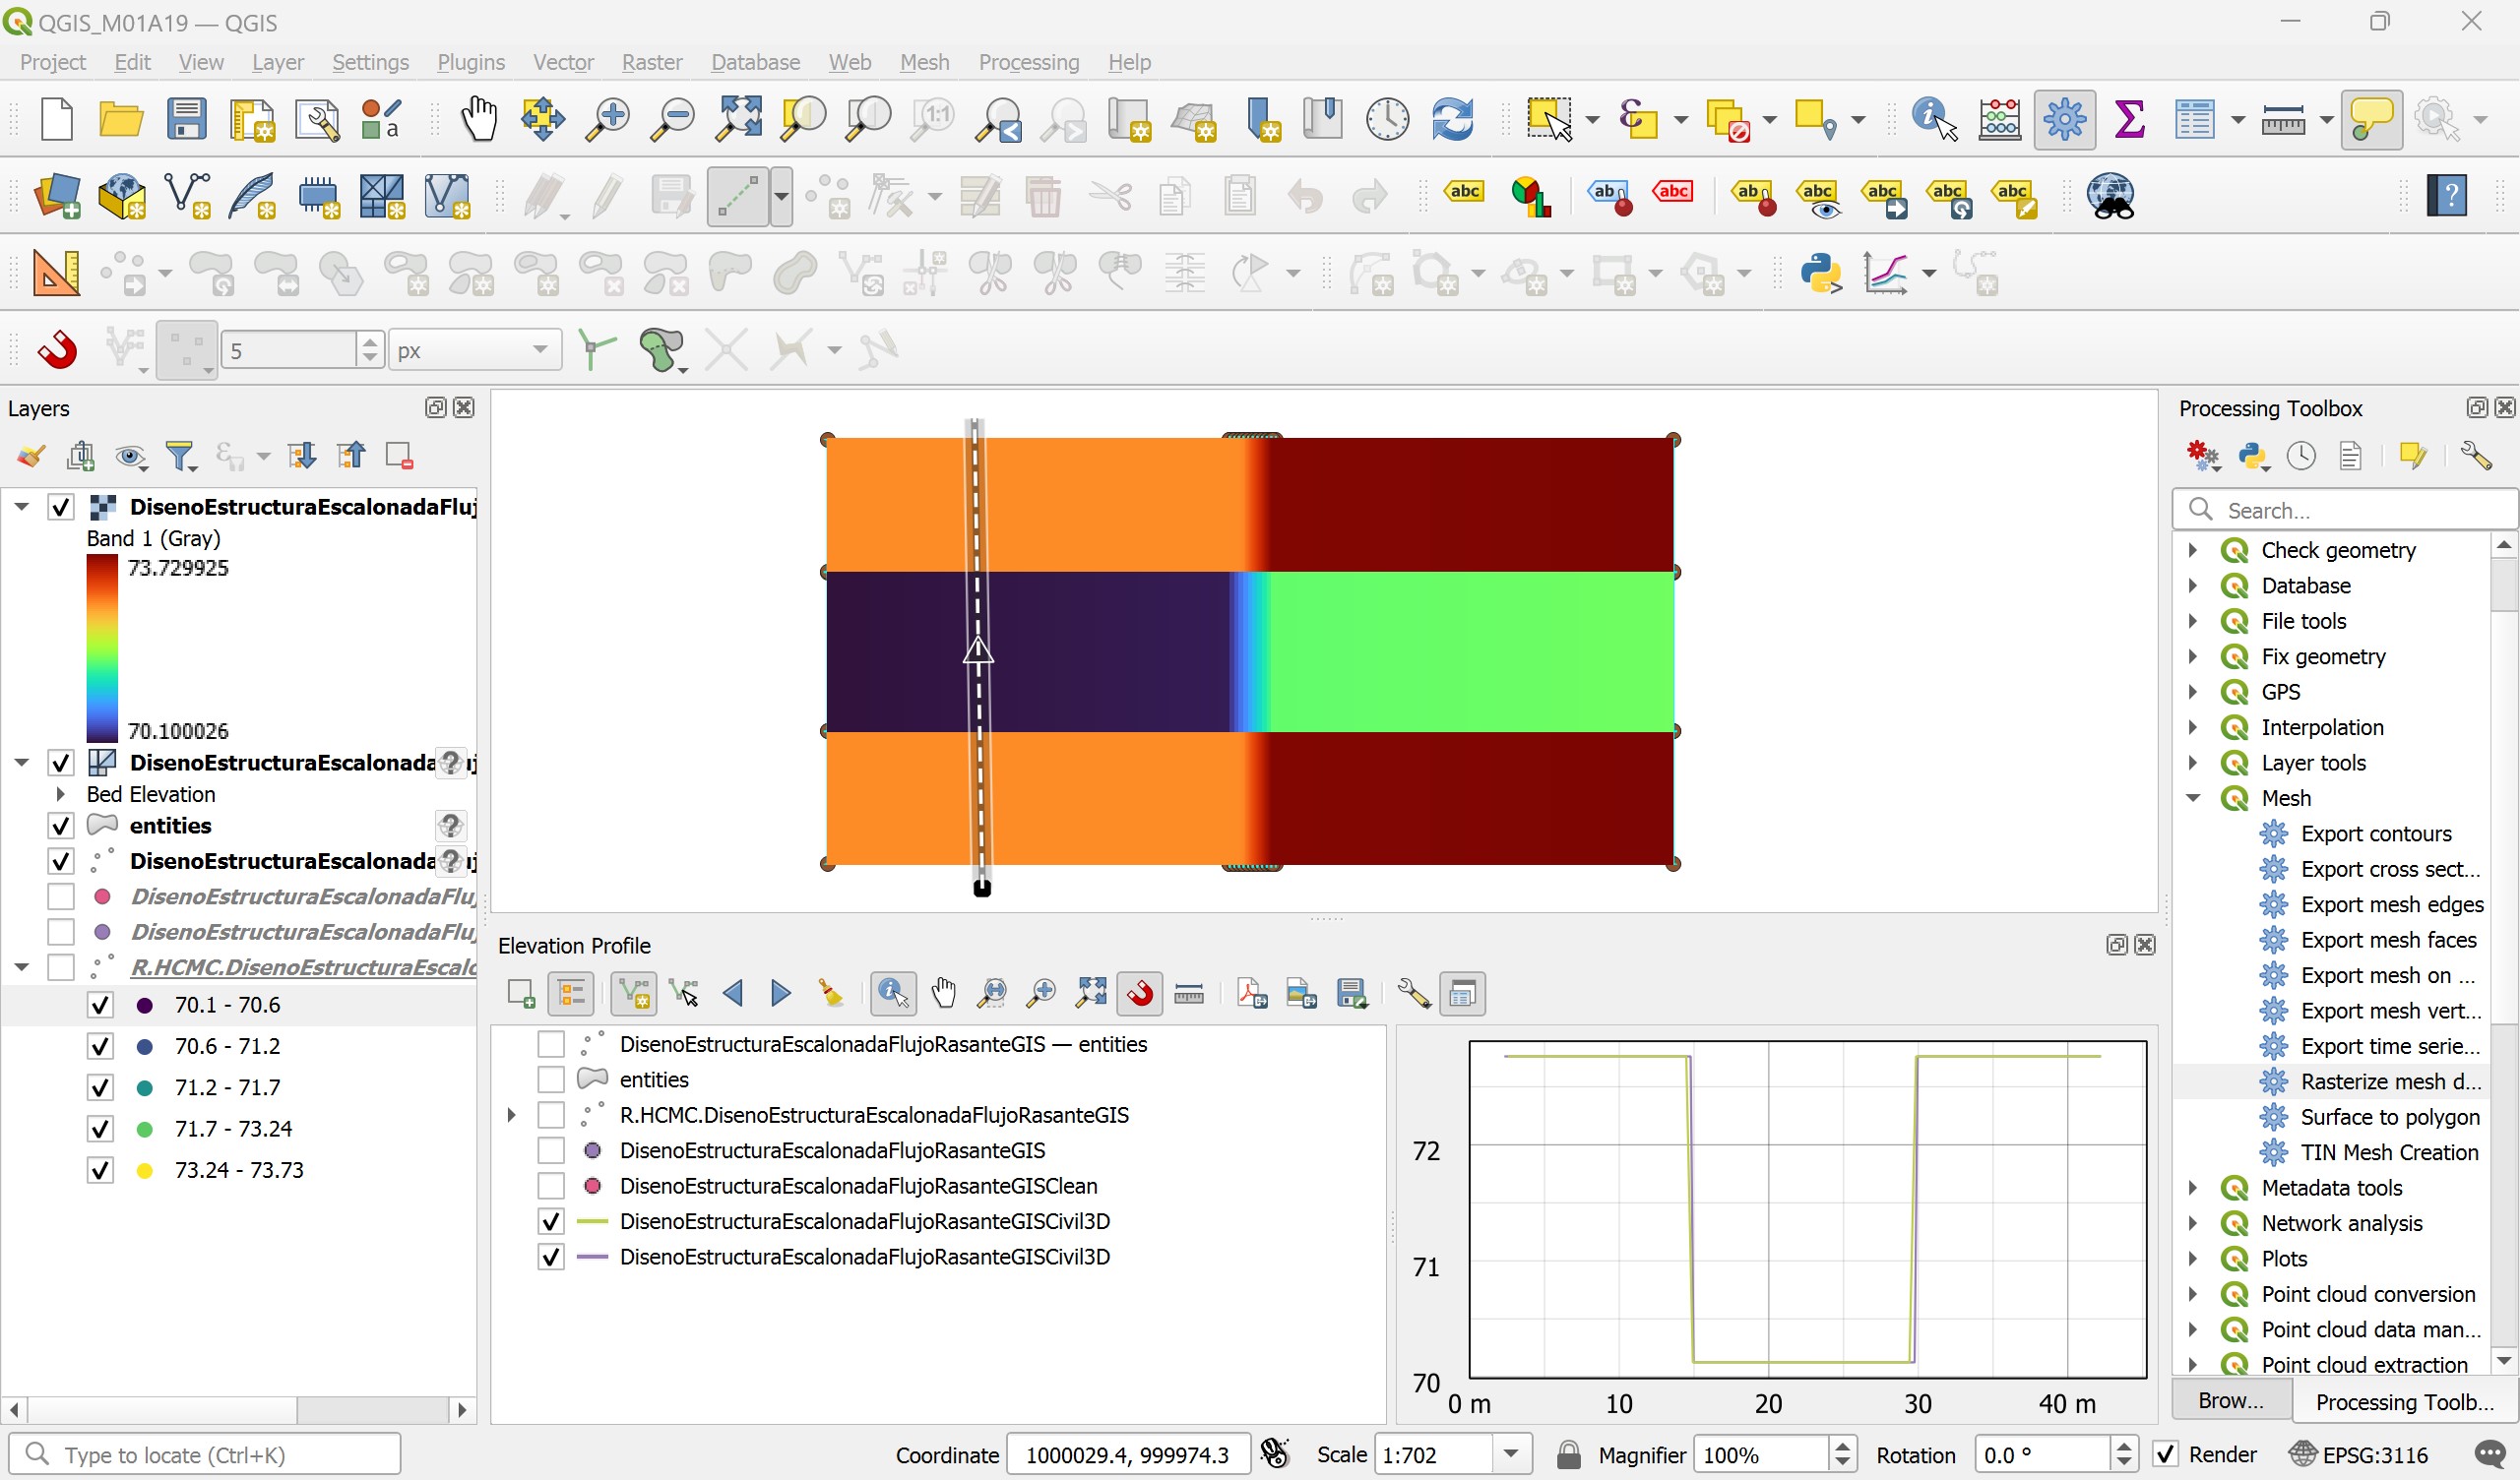 QGIS_M01A19 — QGIS
Project Edit View Layer Settings Plugins Vector Raster Database Web Mesh Processing Help
5 px
Layers
DisenoEstructuraEscalonadaFluj
Band 1 (Gray)
73.729925
70.100026
DisenoEstructuraEscalonada
Bed Elevation
entities
DisenoEstructuraEscalonada
DisenoEstructuraEscalonadaFluj
DisenoEstructuraEscalonadaFluj
R.HCMC.DisenoEstructuraEscalo
70.1 - 70.6
70.6 - 71.2
71.2 - 71.7
71.7 - 73.24
73.24 - 73.73
Elevation Profile
DisenoEstructuraEscalonadaFlujoRasanteGIS — entities
entities
R.HCMC.DisenoEstructuraEscalonadaFlujoRasanteGIS
DisenoEstructuraEscalonadaFlujoRasanteGIS
DisenoEstructuraEscalonadaFlujoRasanteGISClean
DisenoEstructuraEscalonadaFlujoRasanteGISCivil3D
DisenoEstructuraEscalonadaFlujoRasanteGISCivil3D
72
71
70
0 m 10 20 30 40 m
Processing Toolbox
Search...
Check geometry
Database
File tools
Fix geometry
GPS
Interpolation
Layer tools
Mesh
Export contours
Export cross sect...
Export mesh edges
Export mesh faces
Export mesh on ...
Export mesh vert...
Export time serie...
Rasterize mesh d...
Surface to polygon
TIN Mesh Creation
Metadata tools
Network analysis
Plots
Point cloud conversion
Point cloud data man...
Point cloud extraction
Brow... Processing Toolb...
Type to locate (Ctrl+K) Coordinate 1000029.4, 999974.3 Scale 1:702 Magnifier 100% Rotation 0.0 ° Render EPSG:3116